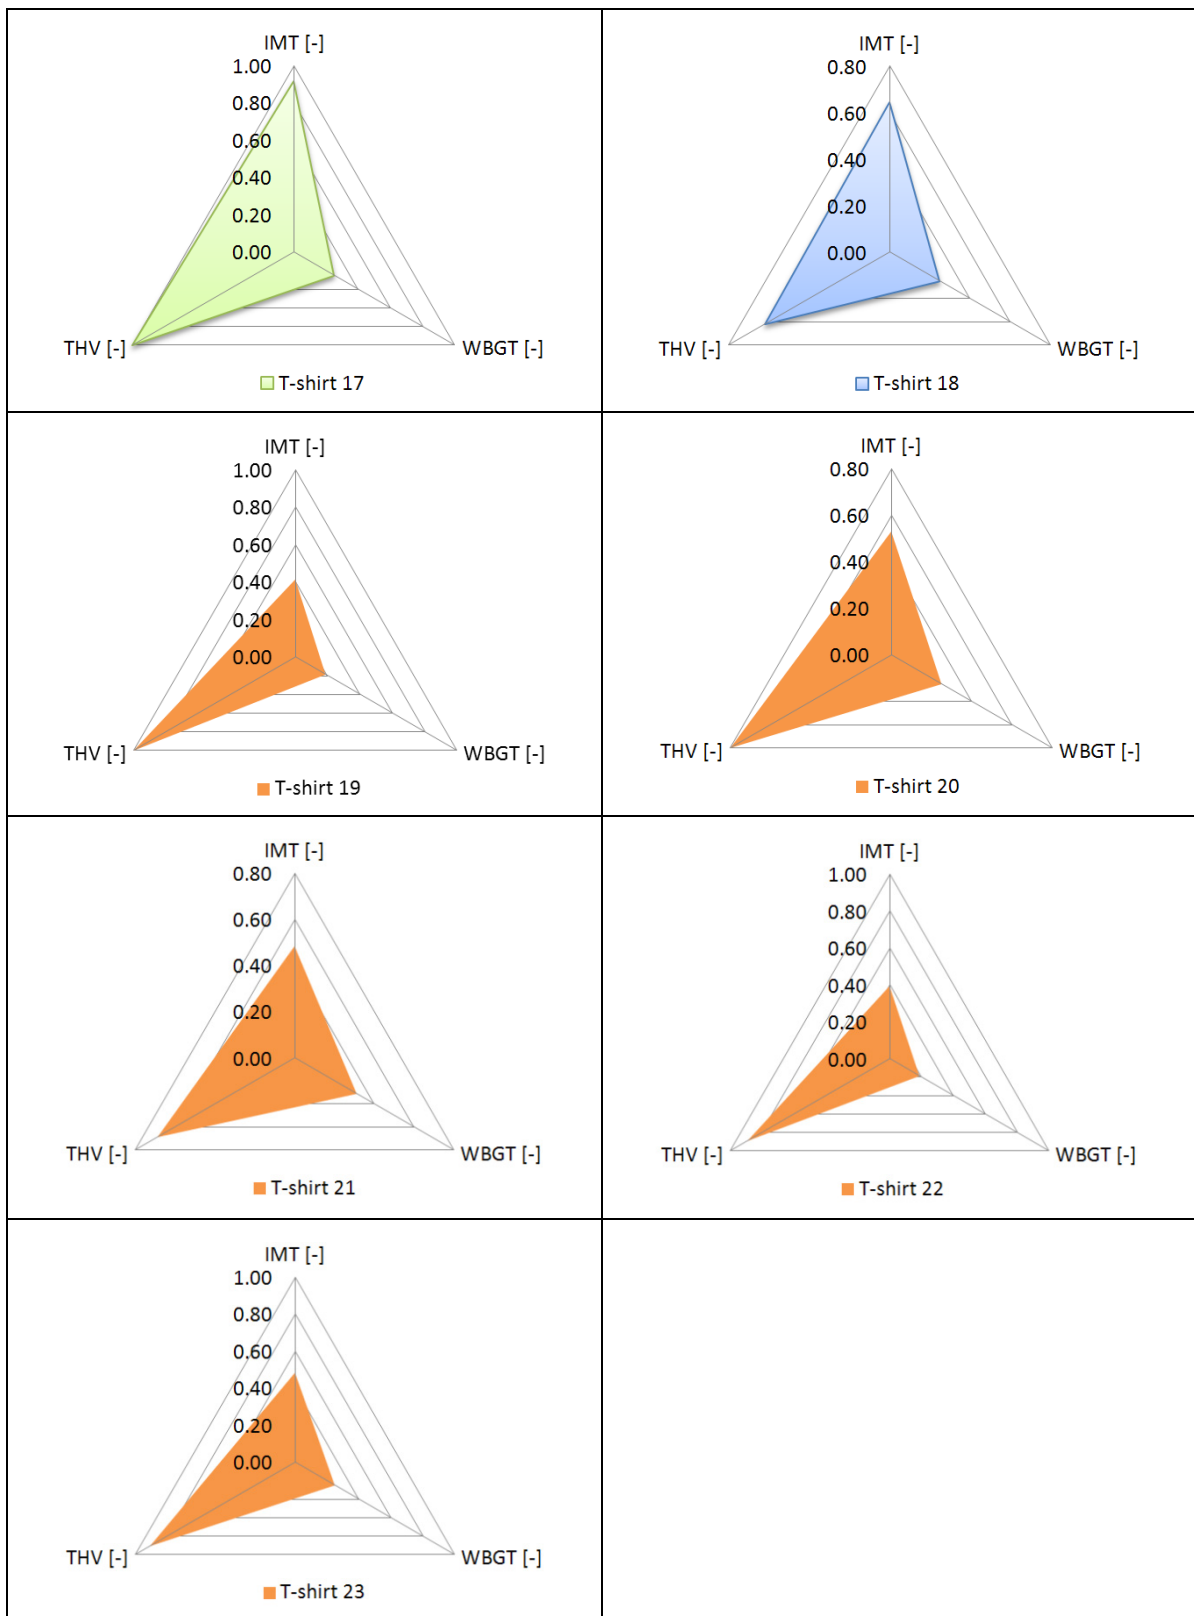 IMT [-]
1.00
0.80
0.60
0.40
0.20
0.00
THV [-]
WBGT [-]
T-shirt 17
IMT [-]
0.80
0.60
0.40
0.20
0.00
THV [-]
WBGT [-]
T-shirt 18
IMT [-]
1.00
0.80
0.60
0.40
0.20
0.00
THV [-]
WBGT [-]
T-shirt 19
IMT [-]
0.80
0.60
0.40
0.20
0.00
THV [-]
WBGT [-]
T-shirt 20
IMT [-]
0.80
0.60
0.40
0.20
0.00
THV [-]
WBGT [-]
T-shirt 21
IMT [-]
1.00
0.80
0.60
0.40
0.20
0.00
THV [-]
WBGT [-]
T-shirt 22
IMT [-]
1.00
0.80
0.60
0.40
0.20
0.00
THV [-]
WBGT [-]
T-shirt 23